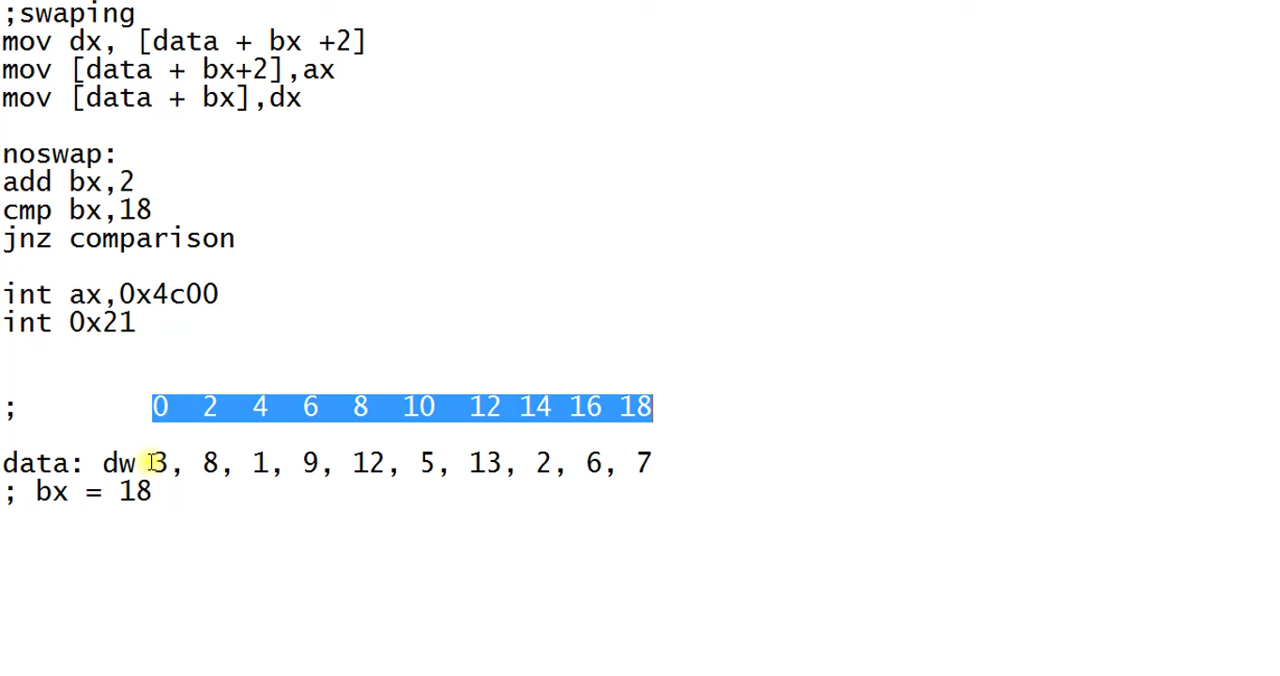 ;swaping
mov dx, [data + bx +2]
mov [data + bx+2],ax
mov [data + bx],dx
noswap:
add bx,2
cmp bx,18
jnz comparison
int ax,0x4c00
int 0x21
; 0 2 4 6 8 10 12 14 16 18
data: dw 3, 8, 1, 9, 12, 5, 13, 2, 6, 7
; bx = 18